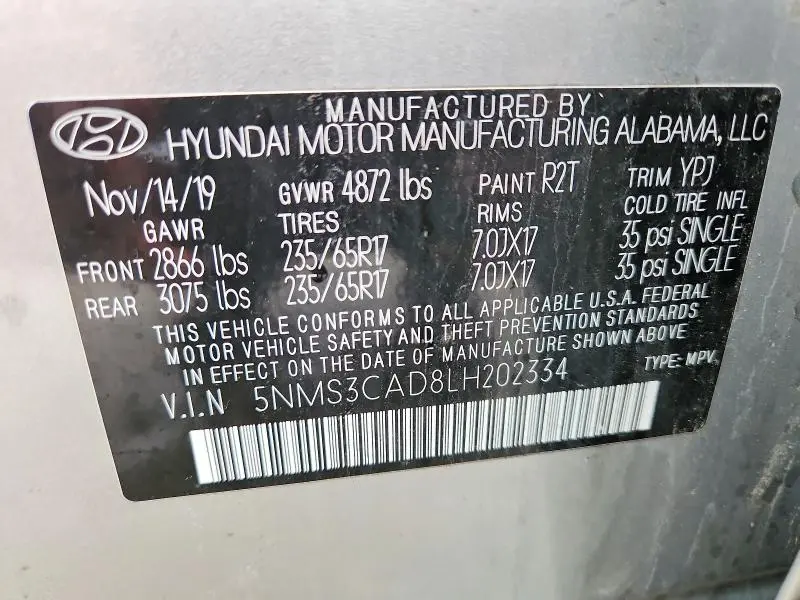 MANUFACTURED BY
HYUNDAI MOTOR MANUFACTURING ALABAMA, LLC
Nov/14/19 GVWR 4872 lbs PAINT R2T TRIM YPJ
GAWR TIRES RIMS COLD TIRE INFL
FRONT 2866 lbs 235/65R17 7.0JX17 35 psi SINGLE
REAR 3075 lbs 235/65R17 7.0JX17 35 psi SINGLE
THIS VEHICLE CONFORMS TO ALL APPLICABLE U.S.A. FEDERAL
MOTOR VEHICLE SAFETY AND THEFT PREVENTION STANDARDS
IN EFFECT ON THE DATE OF MANUFACTURE SHOWN ABOVE
V.I.N 5NMS3CAD8LH202334 TYPE: MPV